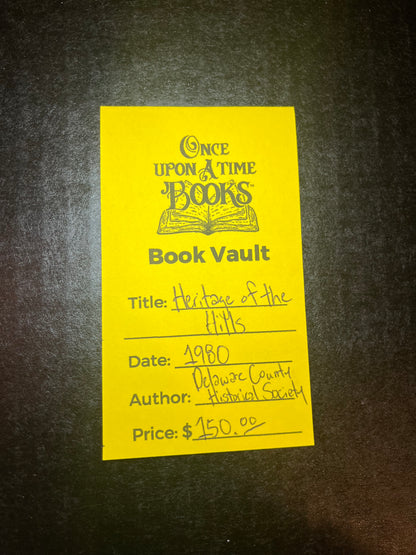 Once
upon A time
Books™
Book Vault
Title: Heritage of the
Hills
Date: 1980
Delaware County
Author: Historical Society
Price: $ 150.00